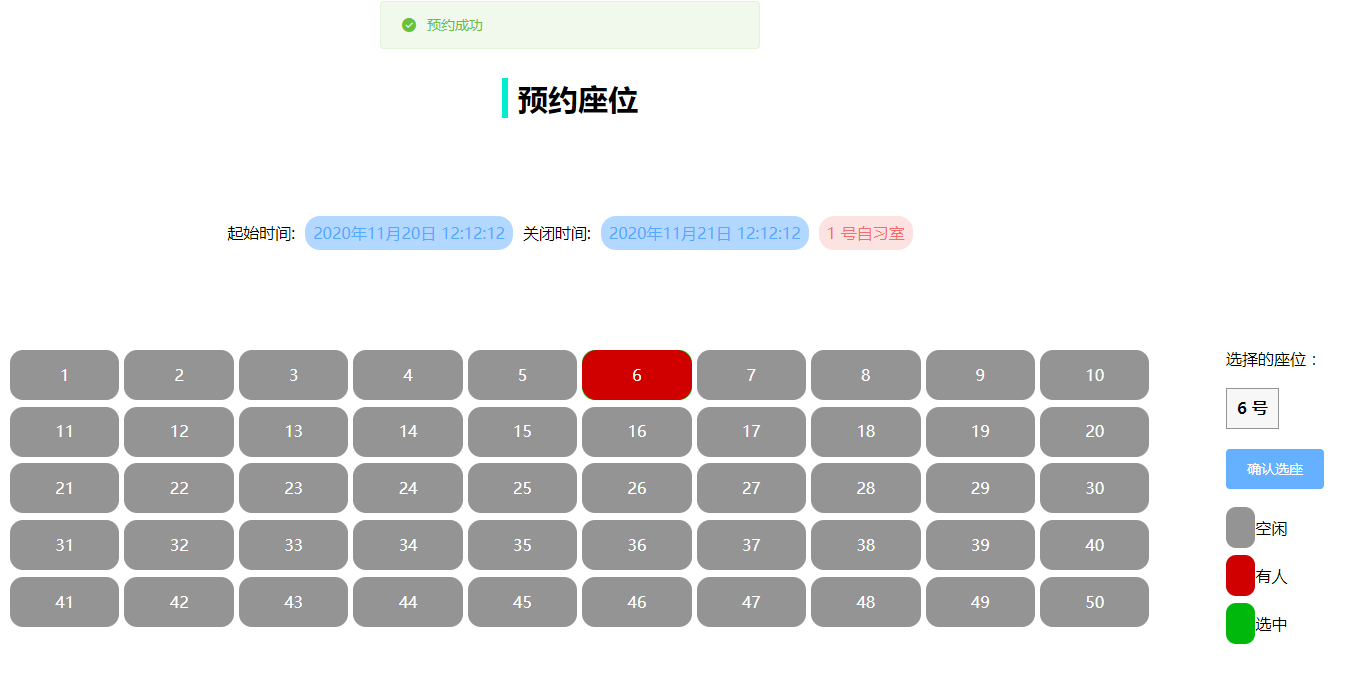 预约成功
预约座位
起始时间: 2020年11月20日 12:12:12 关闭时间: 2020年11月21日 12:12:12 1 号自习室
1 2 3 4 5 6 7 8 9 10
11 12 13 14 15 16 17 18 19 20
21 22 23 24 25 26 27 28 29 30
31 32 33 34 35 36 37 38 39 40
41 42 43 44 45 46 47 48 49 50
选择的座位：
6 号
确认选座
空闲
有人
选中